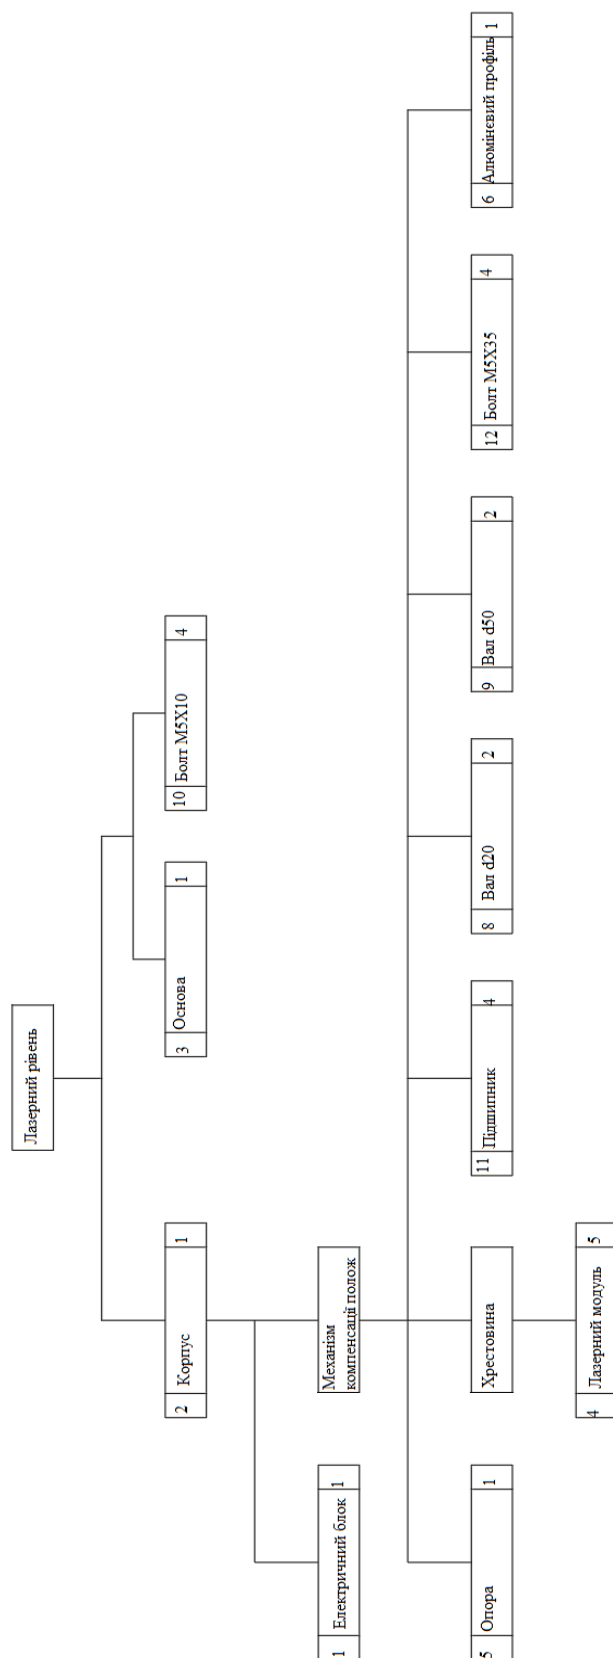 Лазерний рівень
2 Корпус 1
3 Основа 1
10 Болт М5Х10 4
1 Електричний блок 1
Механізм
компенсації полож
5 Опора 1
Хрестовина
11 Підшипник 4
8 Вал d20 2
9 Вал d50 2
12 Болт М5Х35 4
6 Алюмінєвий профіль 1
4 Лазерний модуль 5